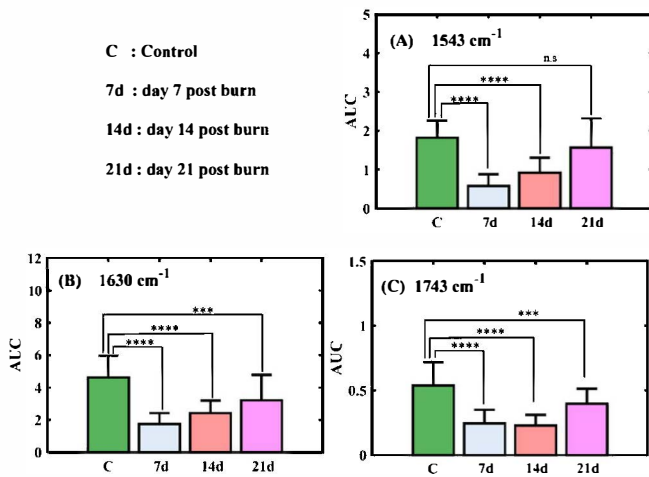 C : Control
7d : day 7 post burn
14d : day 14 post burn
21d : day 21 post burn
(A) 1543 cm⁻¹
5
4
3
2
1
0
AUC
n.s
****
****
C 7d 14d 21d
(B) 1630 cm⁻¹
12
10
8
6
4
2
0
AUC
***
****
****
C 7d 14d 21d
(C) 1743 cm⁻¹
1.5
1
0.5
0
AUC
***
****
****
C 7d 14d 21d